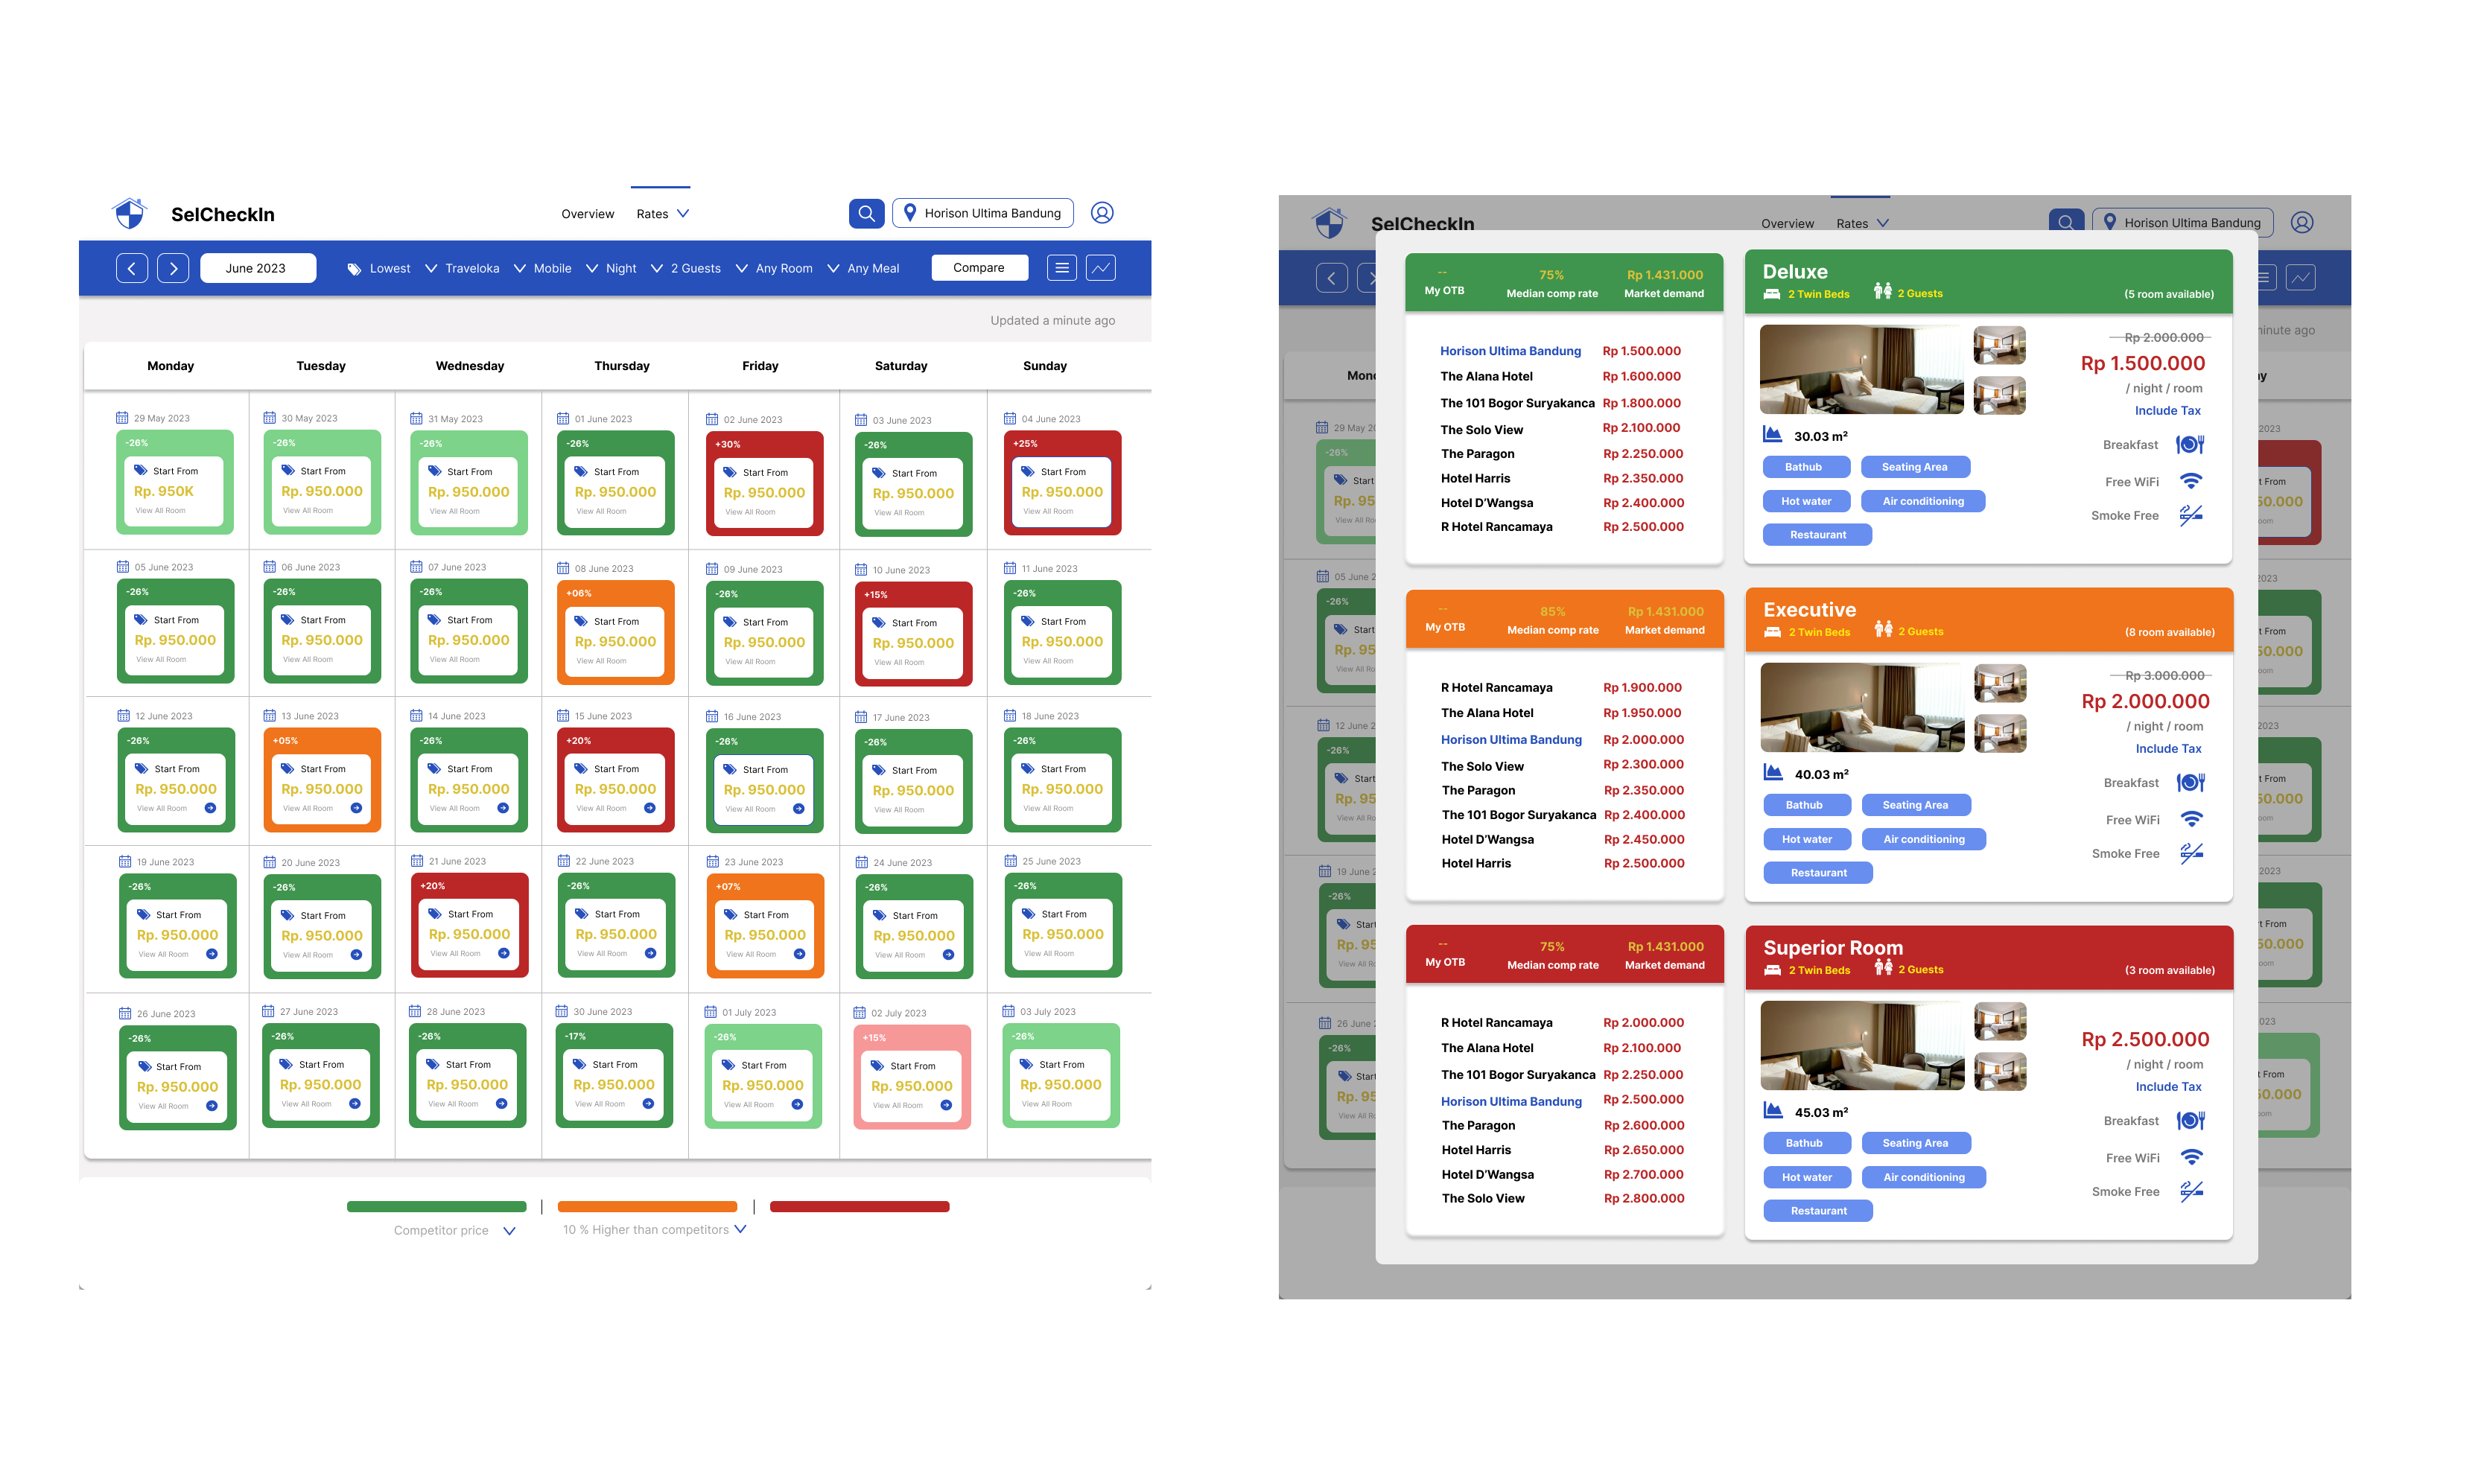 SelCheckIn
Overview Rates Horison Ultima Bandung
June 2023 Lowest Traveloka Mobile Night 2 Guests Any Room Any Meal Compare
Updated a minute ago
Monday Tuesday Wednesday Thursday Friday Saturday Sunday
29 May 2023 30 May 2023 31 May 2023 01 June 2023 02 June 2023 03 June 2023 04 June 2023
-26% -26% -26% -26% +30% -26% +25%
Start From Start From Start From Start From Start From Start From Start From
Rp. 950K Rp. 950.000 Rp. 950.000 Rp. 950.000 Rp. 950.000 Rp. 950.000 Rp. 950.000
View All Room View All Room View All Room View All Room View All Room View All Room View All Room
05 June 2023 06 June 2023 07 June 2023 08 June 2023 09 June 2023 10 June 2023 11 June 2023
-26% -26% -26% +06% -26% +15% -26%
Start From Start From Start From Start From Start From Start From Start From
Rp. 950.000 Rp. 950.000 Rp. 950.000 Rp. 950.000 Rp. 950.000 Rp. 950.000 Rp. 950.000
View All Room View All Room View All Room View All Room View All Room View All Room View All Room
12 June 2023 13 June 2023 14 June 2023 15 June 2023 16 June 2023 17 June 2023 18 June 2023
-26% +05% -26% +20% -26% -26% -26%
Start From Start From Start From Start From Start From Start From Start From
Rp. 950.000 Rp. 950.000 Rp. 950.000 Rp. 950.000 Rp. 950.000 Rp. 950.000 Rp. 950.000
View All Room View All Room View All Room View All Room View All Room View All Room View All Room
19 June 2023 20 June 2023 21 June 2023 22 June 2023 23 June 2023 24 June 2023 25 June 2023
-26% -26% +20% -26% +07% -26% -26%
Start From Start From Start From Start From Start From Start From Start From
Rp. 950.000 Rp. 950.000 Rp. 950.000 Rp. 950.000 Rp. 950.000 Rp. 950.000 Rp. 950.000
View All Room View All Room View All Room View All Room View All Room View All Room View All Room
26 June 2023 27 June 2023 28 June 2023 30 June 2023 01 July 2023 02 July 2023 03 July 2023
-26% -26% -26% -17% -26% +15% -26%
Start From Start From Start From Start From Start From Start From Start From
Rp. 950.000 Rp. 950.000 Rp. 950.000 Rp. 950.000 Rp. 950.000 Rp. 950.000 Rp. 950.000
View All Room View All Room View All Room View All Room View All Room View All Room View All Room
Competitor price 10 % Higher than competitors
SelCheckIn
Overview Rates Horison Ultima Bandung
-- 75% Rp 1.431.000
My OTB Median comp rate Market demand
Horison Ultima Bandung Rp 1.500.000
The Alana Hotel Rp 1.600.000
The 101 Bogor Suryakanca Rp 1.800.000
The Solo View Rp 2.100.000
The Paragon Rp 2.250.000
Hotel Harris Rp 2.350.000
Hotel D'Wangsa Rp 2.400.000
R Hotel Rancamaya Rp 2.500.000
Deluxe
2 Twin Beds 2 Guests (5 room available)
Rp 2.000.000
Rp 1.500.000
/ night / room
Include Tax
30.03 m²
Breakfast
Bathub Seating Area
Free WiFi
Hot water Air conditioning
Smoke Free
Restaurant
-- 85% Rp 1.431.000
My OTB Median comp rate Market demand
R Hotel Rancamaya Rp 1.900.000
The Alana Hotel Rp 1.950.000
Horison Ultima Bandung Rp 2.000.000
The Solo View Rp 2.300.000
The Paragon Rp 2.350.000
The 101 Bogor Suryakanca Rp 2.400.000
Hotel D'Wangsa Rp 2.450.000
Hotel Harris Rp 2.500.000
Executive
2 Twin Beds 2 Guests (8 room available)
Rp 3.000.000
Rp 2.000.000
/ night / room
Include Tax
40.03 m²
Breakfast
Bathub Seating Area
Free WiFi
Hot water Air conditioning
Smoke Free
Restaurant
-- 75% Rp 1.431.000
My OTB Median comp rate Market demand
R Hotel Rancamaya Rp 2.000.000
The Alana Hotel Rp 2.100.000
The 101 Bogor Suryakanca Rp 2.250.000
Horison Ultima Bandung Rp 2.500.000
The Paragon Rp 2.600.000
Hotel Harris Rp 2.650.000
Hotel D'Wangsa Rp 2.700.000
The Solo View Rp 2.800.000
Superior Room
2 Twin Beds 2 Guests (3 room available)
Rp 2.500.000
/ night / room
Include Tax
45.03 m²
Breakfast
Bathub Seating Area
Free WiFi
Hot water Air conditioning
Smoke Free
Restaurant